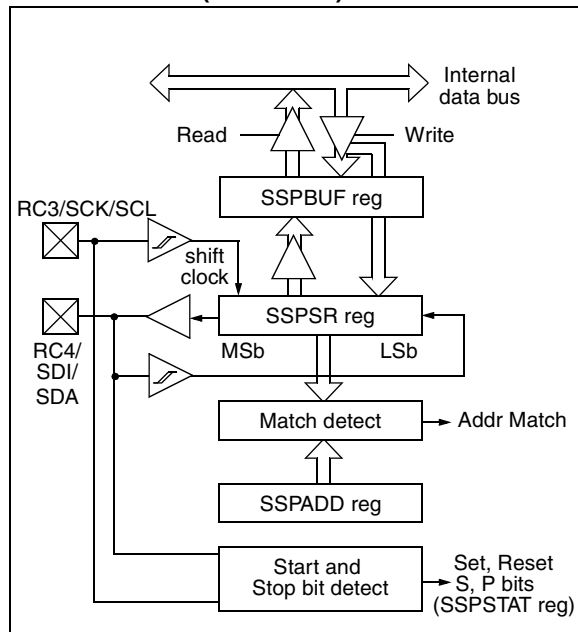 Internal
data bus
Read
Write
SSPBUF reg
RC3/SCK/SCL
shift
clock
SSPSR reg
MSb
LSb
RC4/
SDI/
SDA
Match detect
Addr Match
SSPADD reg
Start and
Stop bit detect
Set, Reset
S, P bits
(SSPSTAT reg)